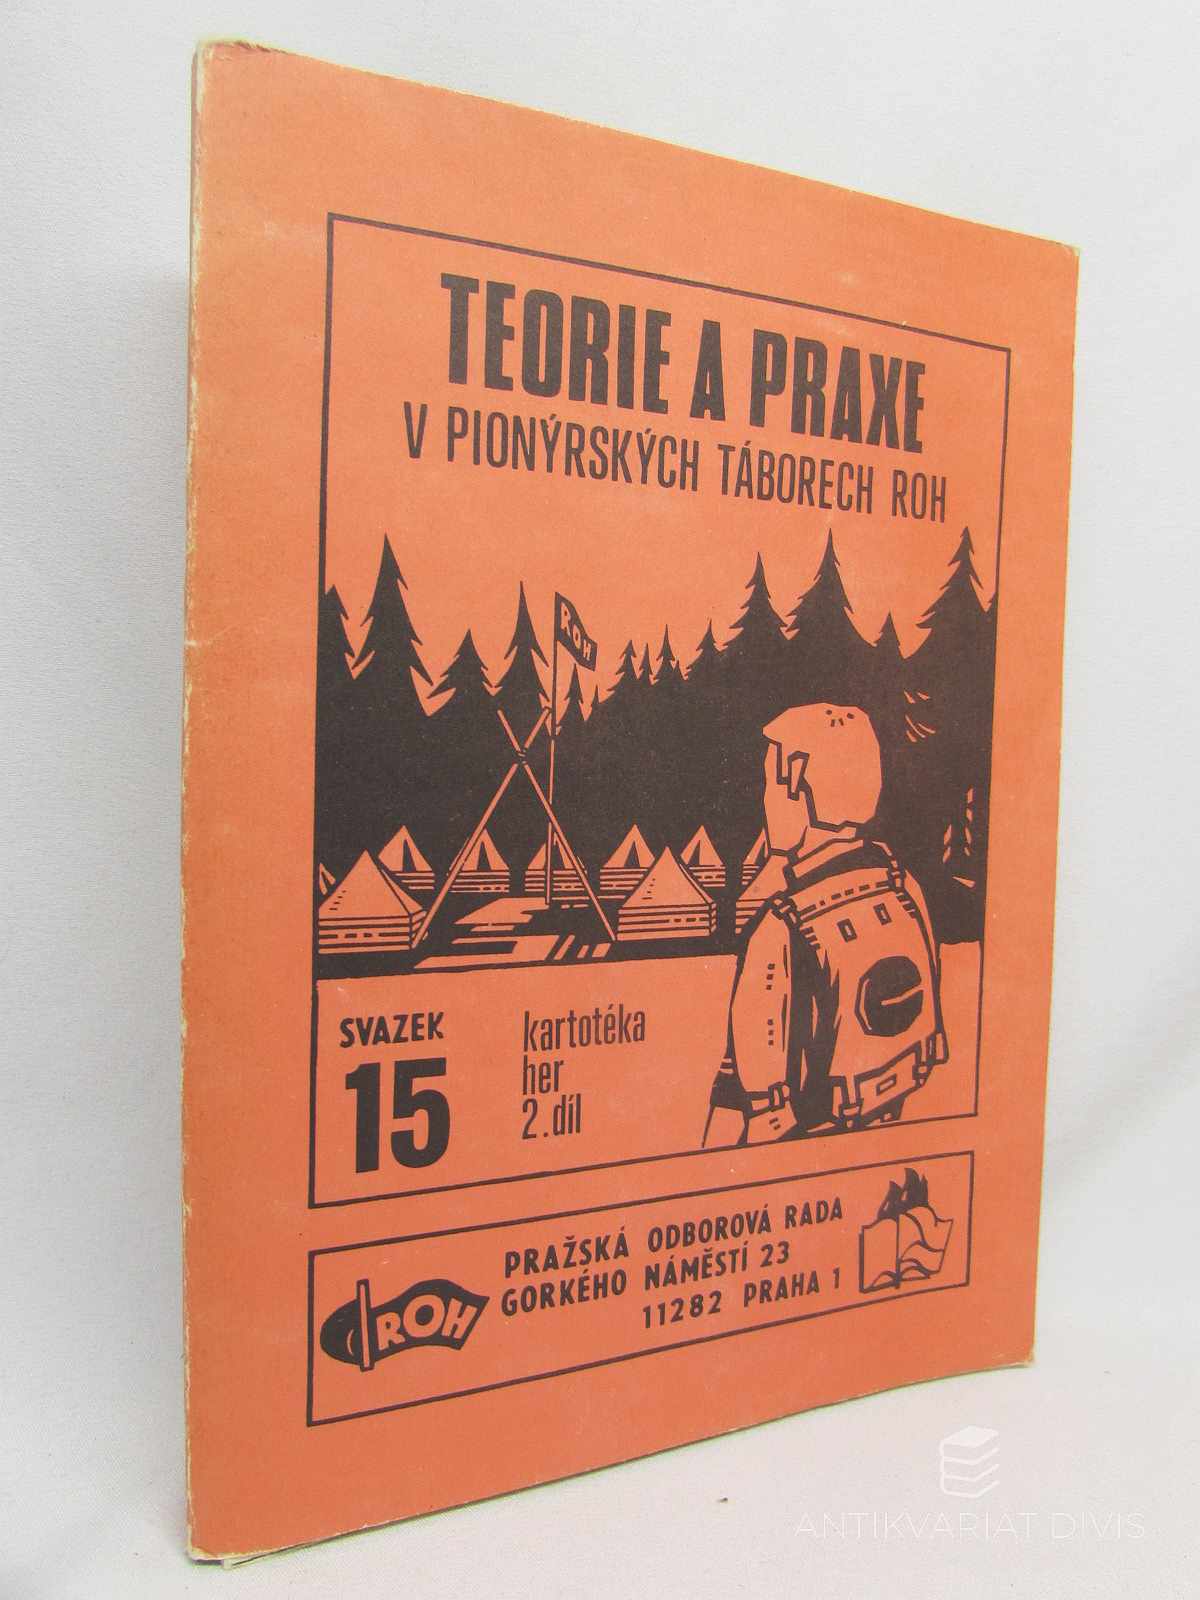 TEORIE A PRAXE
V PIONÝRSKÝCH TÁBORECH ROH
ROH
SVAZEK
15
kartotéka
her
2. díl
ROH
PRAŽSKÁ ODBOROVÁ RADA
GORKÉHO NÁMĚSTÍ 23
11282 PRAHA 1
ANTIKVARIAT DIVIS